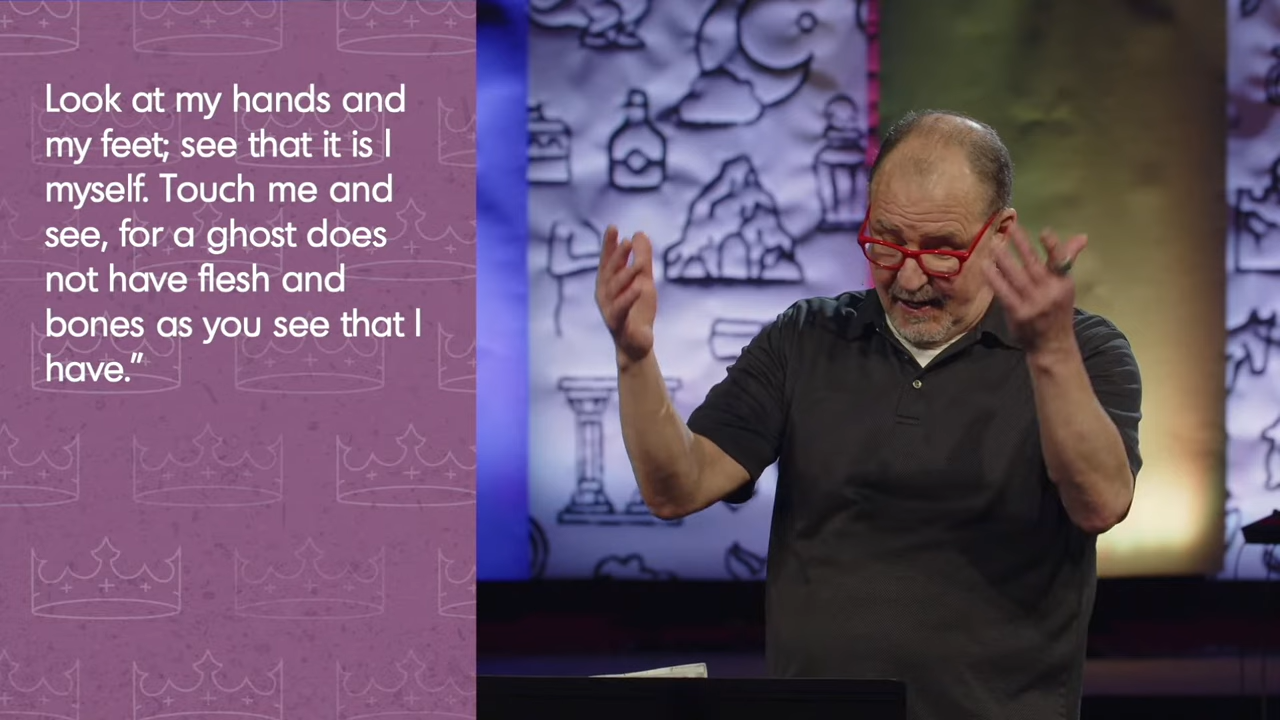 Look at my hands and
my feet; see that it is I
myself. Touch me and
see, for a ghost does
not have flesh and
bones as you see that I
have.”